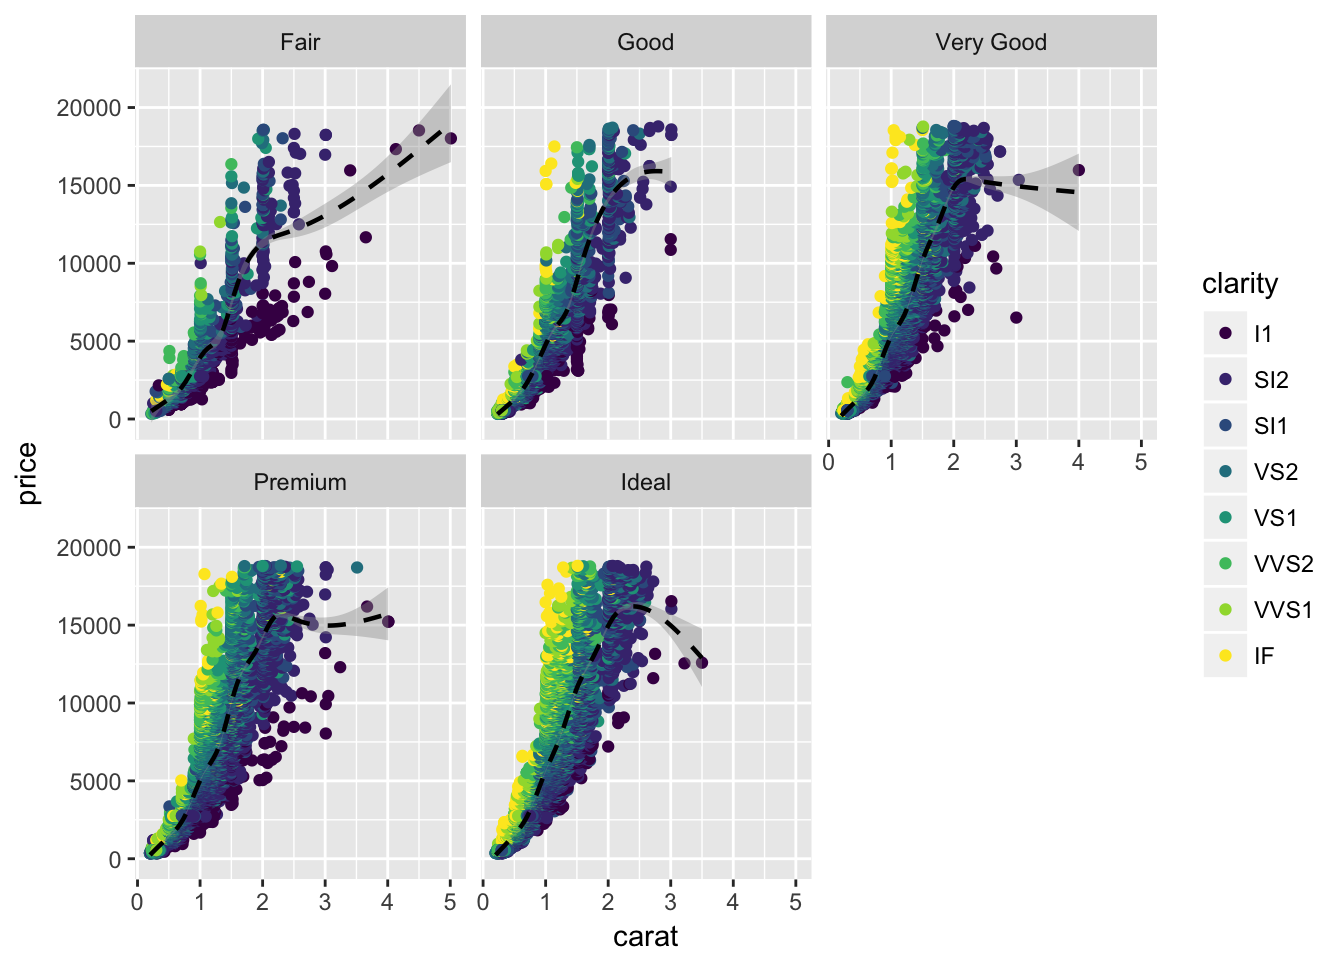 Fair
Good
Very Good
20000
15000
10000
5000
0
0 1 2 3 4 5
price
Premium
Ideal
20000
15000
10000
5000
0
0 1 2 3 4 5
0 1 2 3 4 5
carat
clarity
I1
SI2
SI1
VS2
VS1
VVS2
VVS1
IF